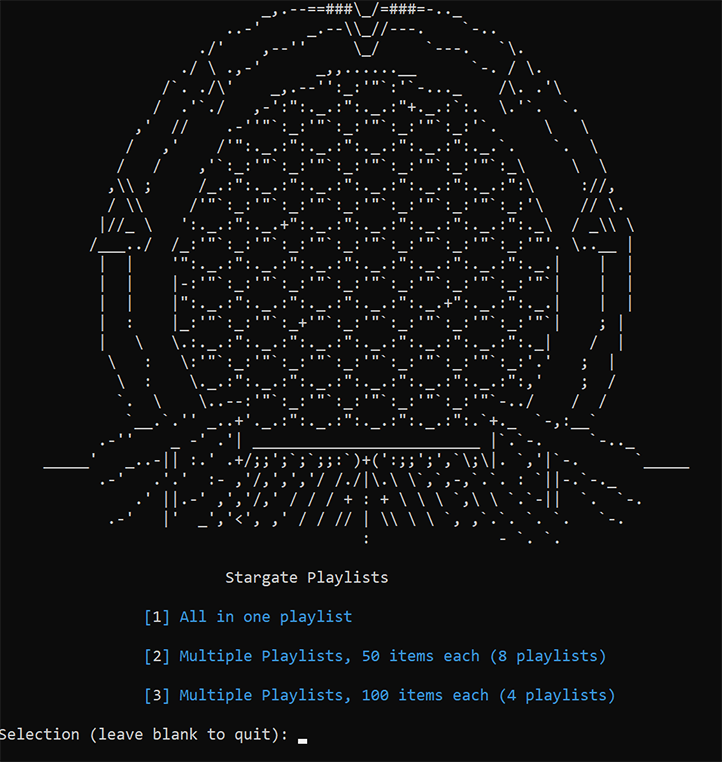 Stargate Playlists
[1] All in one playlist
[2] Multiple Playlists, 50 items each (8 playlists)
[3] Multiple Playlists, 100 items each (4 playlists)
Selection (leave blank to quit):